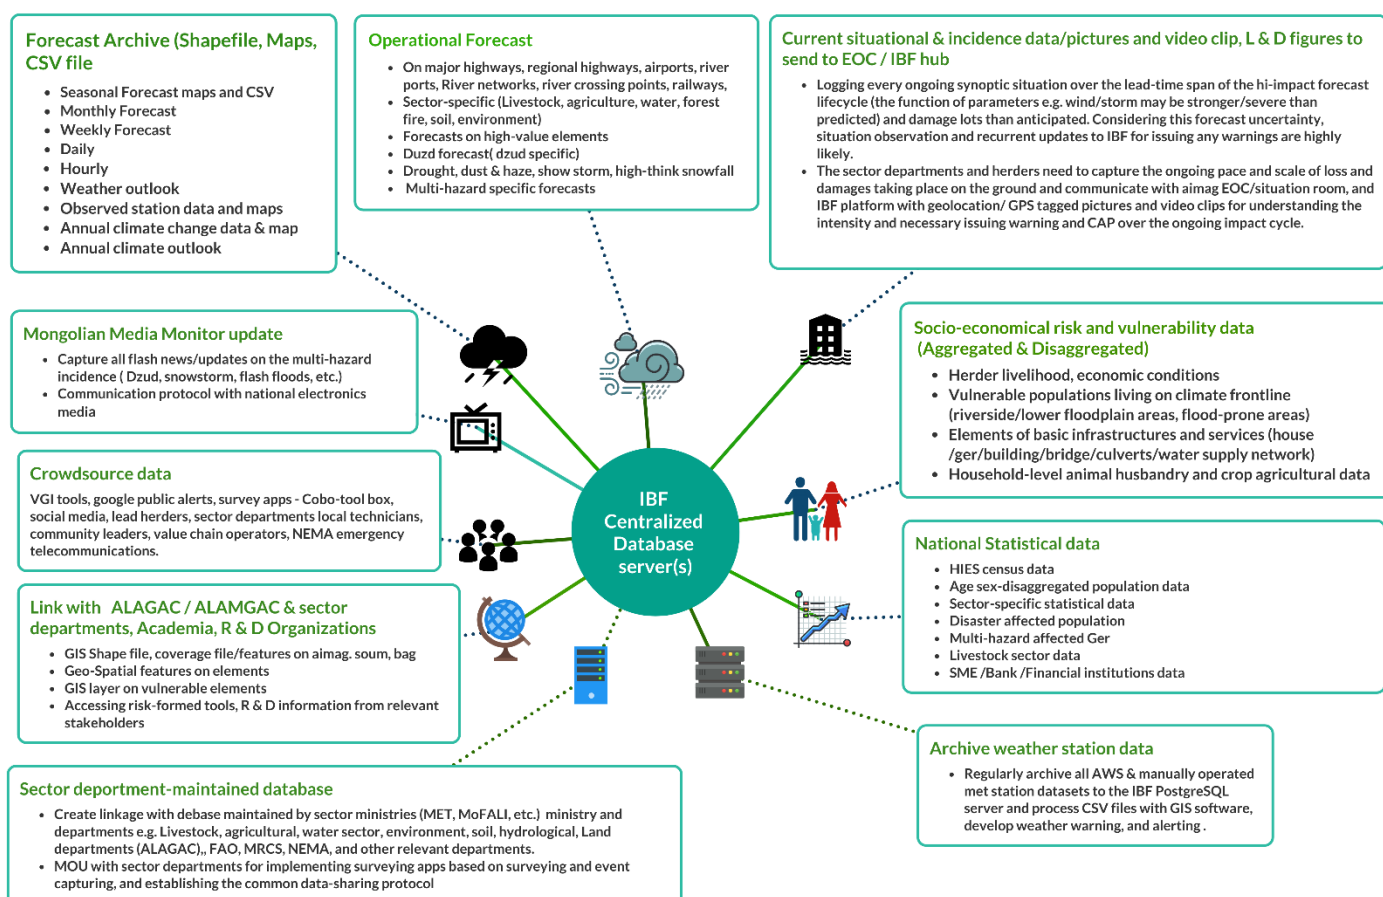 Forecast Archive (Shapefile, Maps,
CSV file
• Seasonal Forecast maps and CSV
• Monthly Forecast
• Weekly Forecast
• Daily
• Hourly
• Weather outlook
• Observed station data and maps
• Annual climate change data & map
• Annual climate outlook
Operational Forecast
• On major highways, regional highways, airports, river
ports, River networks, river crossing points, railways,
• Sector-specific (Livestock, agriculture, water, forest
fire, soil, environment)
• Forecasts on high-value elements
• Duzd forecast( dzud specific)
• Drought, dust & haze, show storm, high-think snowfall
• Multi-hazard specific forecasts
Current situational & incidence data/pictures and video clip, L & D figures to
send to EOC / IBF hub
• Logging every ongoing synoptic situation over the lead-time span of the hi-impact forecast
lifecycle (the function of parameters e.g. wind/storm may be stronger/severe than
predicted) and damage lots than anticipated. Considering this forecast uncertainty,
situation observation and recurrent updates to IBF for issuing any warnings are highly
likely.
• The sector departments and herders need to capture the ongoing pace and scale of loss and
damages taking place on the ground and communicate with aimag EOC/situation room, and
IBF platform with geolocation/ GPS tagged pictures and video clips for understanding the
intensity and necessary issuing warning and CAP over the ongoing impact cycle.
Mongolian Media Monitor update
• Capture all flash news/updates on the multi-hazard
incidence ( Dzud, snowstorm, flash floods, etc.)
• Communication protocol with national electronics
media
Socio-economical risk and vulnerability data
(Aggregated & Disaggregated)
• Herder livelihood, economic conditions
• Vulnerable populations living on climate frontline
(riverside/lower floodplain areas, flood-prone areas)
• Elements of basic infrastructures and services (house
/ger/building/bridge/culverts/water supply network)
• Household-level animal husbandry and crop agricultural data
Crowdsource data
VGI tools, google public alerts, survey apps - Cobo-tool box,
social media, lead herders, sector departments local technicians,
community leaders, value chain operators, NEMA emergency
telecommunications.
IBF
Centralized
Database
server(s)
National Statistical data
• HIES census data
• Age sex-disaggregated population data
• Sector-specific statistical data
• Disaster affected population
• Multi-hazard affected Ger
• Livestock sector data
• SME /Bank /Financial institutions data
Link with ALAGAC / ALAMGAC & sector
departments, Academia, R & D Organizations
• GIS Shape file, coverage file/features on aimag. soum, bag
• Geo-Spatial features on elements
• GIS layer on vulnerable elements
• Accessing risk-formed tools, R & D information from relevant
stakeholders
Archive weather station data
• Regularly archive all AWS & manually operated
met station datasets to the IBF PostgreSQL
server and process CSV files with GIS software,
develop weather warning, and alerting .
Sector deportment-maintained database
• Create linkage with debase maintained by sector ministries (MET, MoFALI, etc.) ministry and
departments e.g. Livestock, agricultural, water sector, environment, soil, hydrological, Land
departments (ALAGAC),, FAO, MRCS, NEMA, and other relevant departments.
• MOU with sector departments for implementing surveying apps based on surveying and event
capturing, and establishing the common data-sharing protocol